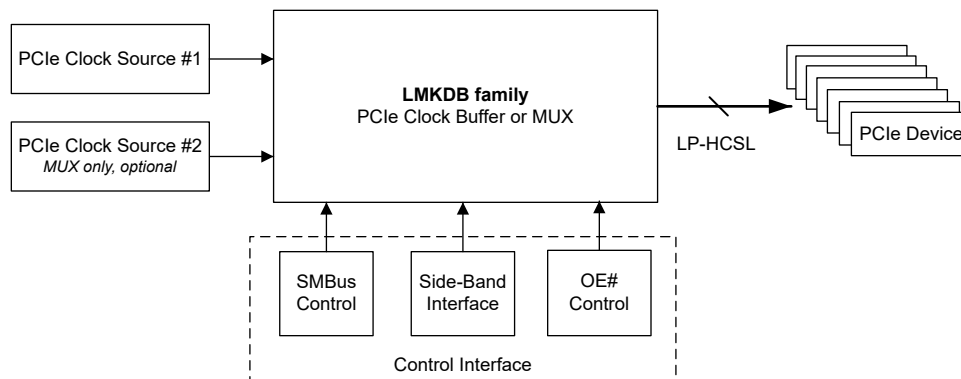 PCIe Clock Source #1
PCIe Clock Source #2
MUX only, optional
LMKDB family
PCIe Clock Buffer or MUX
LP-HCSL
PCIe Device
SMBus
Control
Side-Band
Interface
OE#
Control
Control Interface